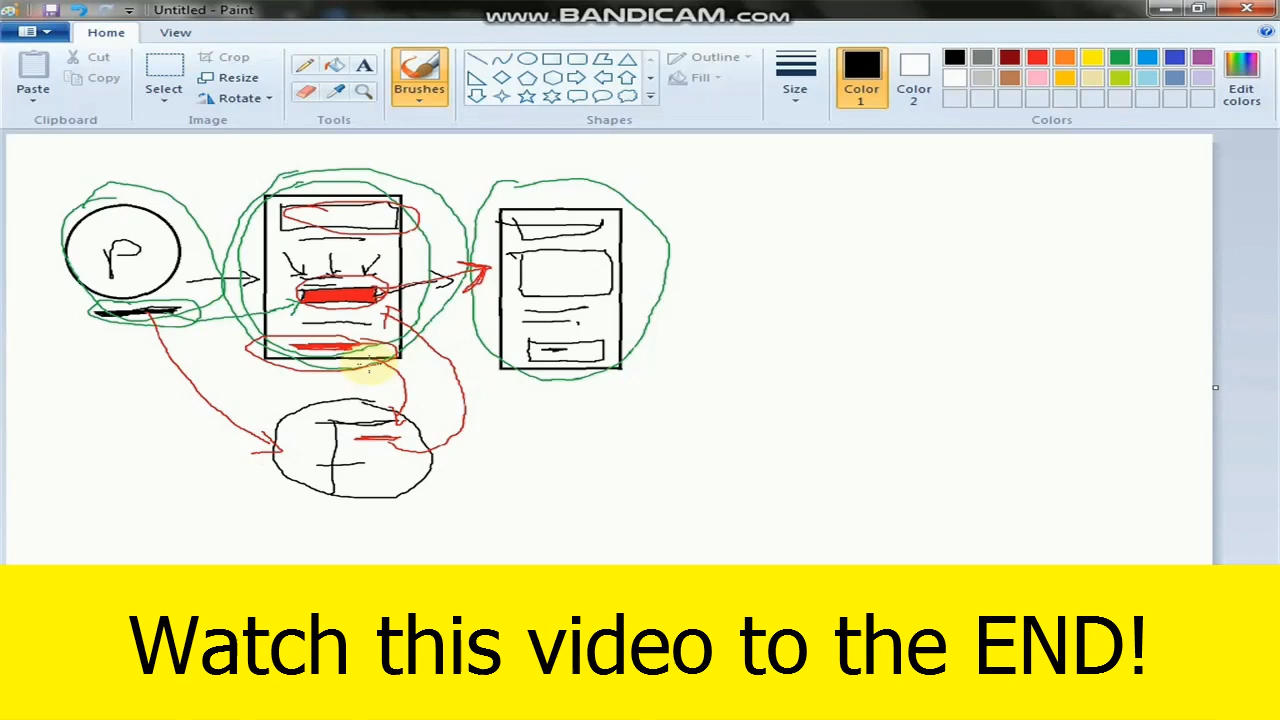 Untitled - Paint
www.BANDICAM.com
Home View
Cut
Copy
Paste
Clipboard
Crop
Resize
Rotate
Select
Image
A
Tools
Brushes
Outline
Fill
Shapes
Size
Color 1
Color 2
Edit colors
Colors
P
F
Watch this video to the END!